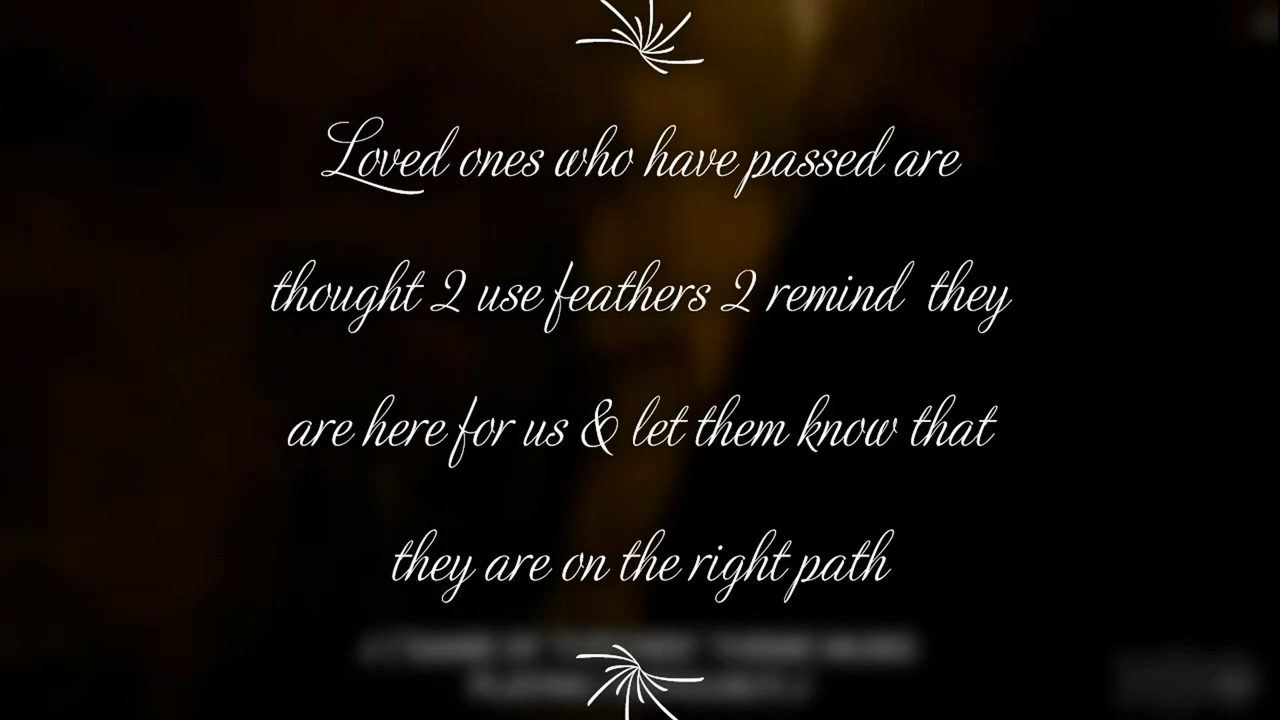 Loved ones who have passed are
thought 2 use feathers 2 remind they
are here for us & let them know that
they are on the right path